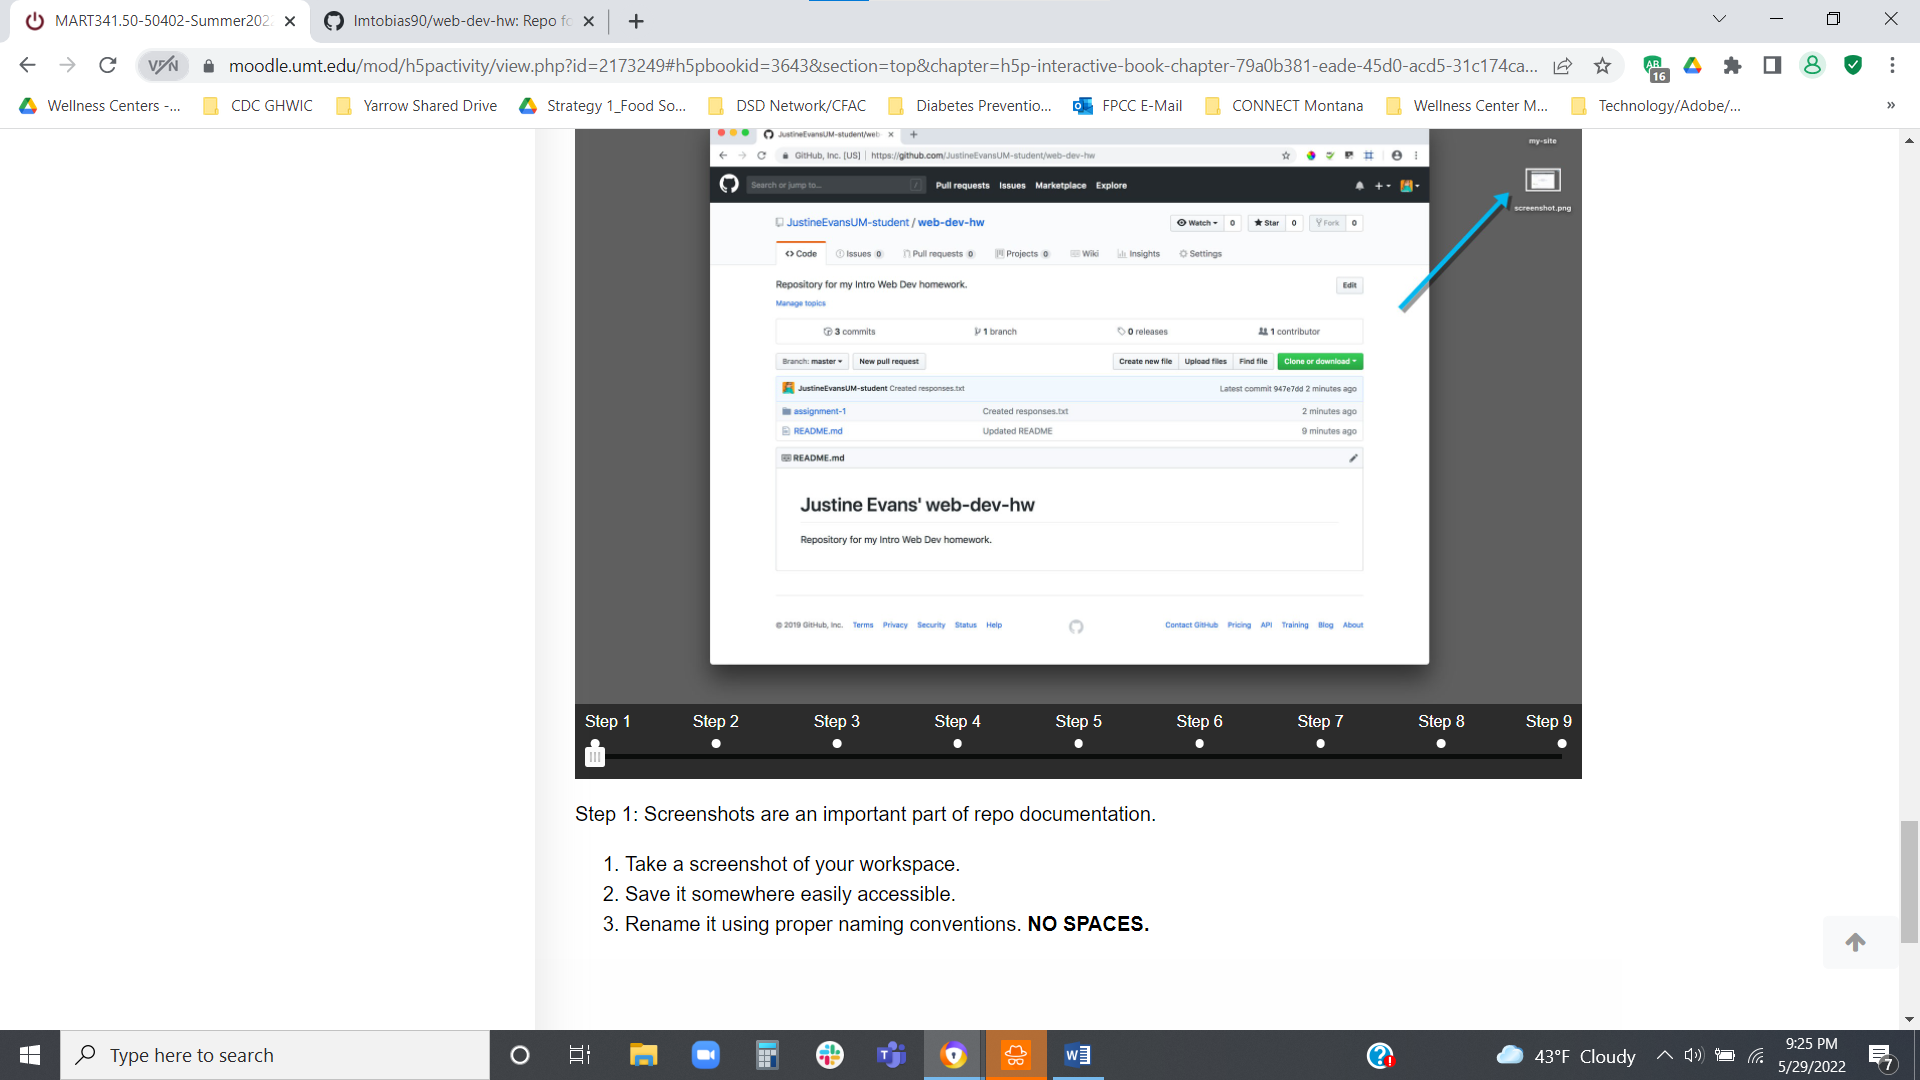 MART341.50-50402-Summer202
lmtobias90/web-dev-hw: Repo fo
VPN
moodle.umt.edu/mod/h5pactivity/view.php?id=2173249#h5pbookid=3643&section=top&chapter=h5p-interactive-book-chapter-79a0b381-eade-45d0-acd5-31c174ca...
16
Wellness Centers -...
CDC GHWIC
Yarrow Shared Drive
Strategy 1_Food So...
DSD Network/CFAC
Diabetes Preventio...
FPCC E-Mail
CONNECT Montana
Wellness Center M...
Technology/Adobe/...
»
JustineEvansUM-student/web-
my-site
GitHub, Inc. [US] | https://github.com/JustineEvansUM-student/web-dev-hw
Search or jump to... /
Pull requests Issues Marketplace Explore
screenshot.png
JustineEvansUM-student / web-dev-hw
Watch 0 Star 0 Fork 0
Code Issues 0 Pull requests 0 Projects 0 Wiki Insights Settings
Repository for my Intro Web Dev homework. Edit
Manage topics
3 commits 1 branch 0 releases 1 contributor
Branch: master New pull request Create new file Upload files Find file Clone or download
JustineEvansUM-student Created responses.txt Latest commit 947e7dd 2 minutes ago
assignment-1 Created responses.txt 2 minutes ago
README.md Updated README 9 minutes ago
README.md
Justine Evans' web-dev-hw
Repository for my Intro Web Dev homework.
© 2019 GitHub, Inc. Terms Privacy Security Status Help Contact GitHub Pricing API Training Blog About
Step 1 Step 2 Step 3 Step 4 Step 5 Step 6 Step 7 Step 8 Step 9
Step 1: Screenshots are an important part of repo documentation.
1. Take a screenshot of your workspace.
2. Save it somewhere easily accessible.
3. Rename it using proper naming conventions. NO SPACES.
Type here to search
43°F Cloudy
9:25 PM
5/29/2022
7